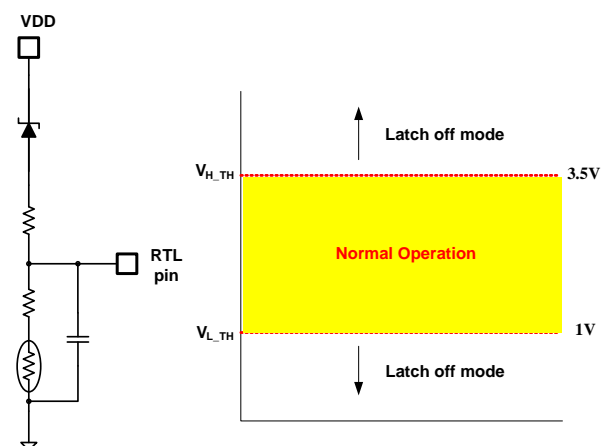 VDD
RTL
pin
Latch off mode
V_H_TH
3.5V
Normal Operation
V_L_TH
1V
Latch off mode